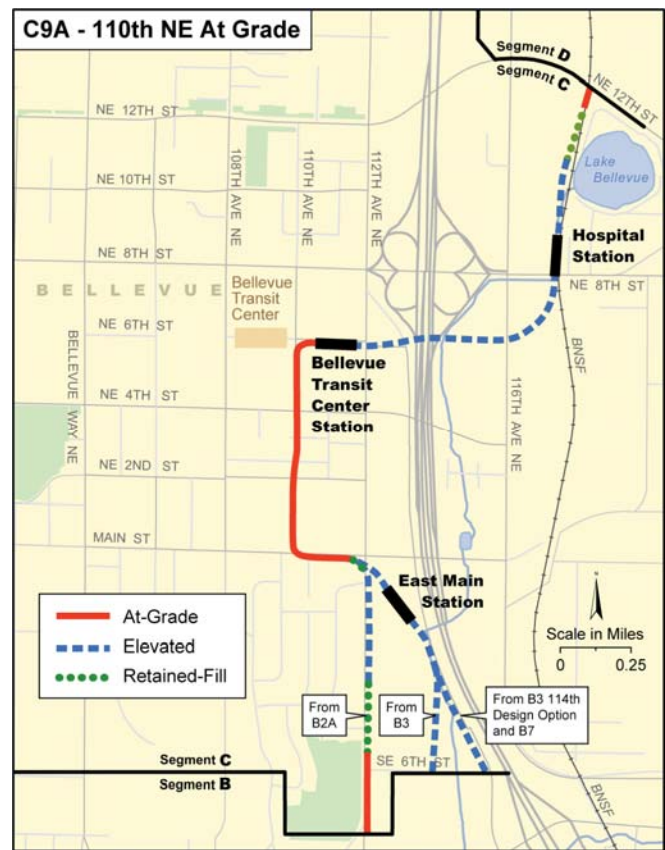 C9A - 110th NE At Grade
Segment D
Segment C
NE 12TH ST
NE 12TH ST
108TH AVE NE
110TH AVE NE
112TH AVE NE
Lake
Bellevue
NE 10TH ST
Hospital
Station
NE 8TH ST
NE 8TH ST
BELLEVUE
Bellevue
Transit
Center
NE 6TH ST
BNSF
Bellevue
Transit
Center
Station
BELLEVUE WAY NE
NE 4TH ST
116TH AVE NE
NE 2ND ST
MAIN ST
East Main
Station
At-Grade
Elevated
Retained-Fill
Scale in Miles
0 0.25
From
B2A
From
B3
From B3 114th
Design Option
and B7
Segment C
Segment B
SE 6TH ST
BNSF